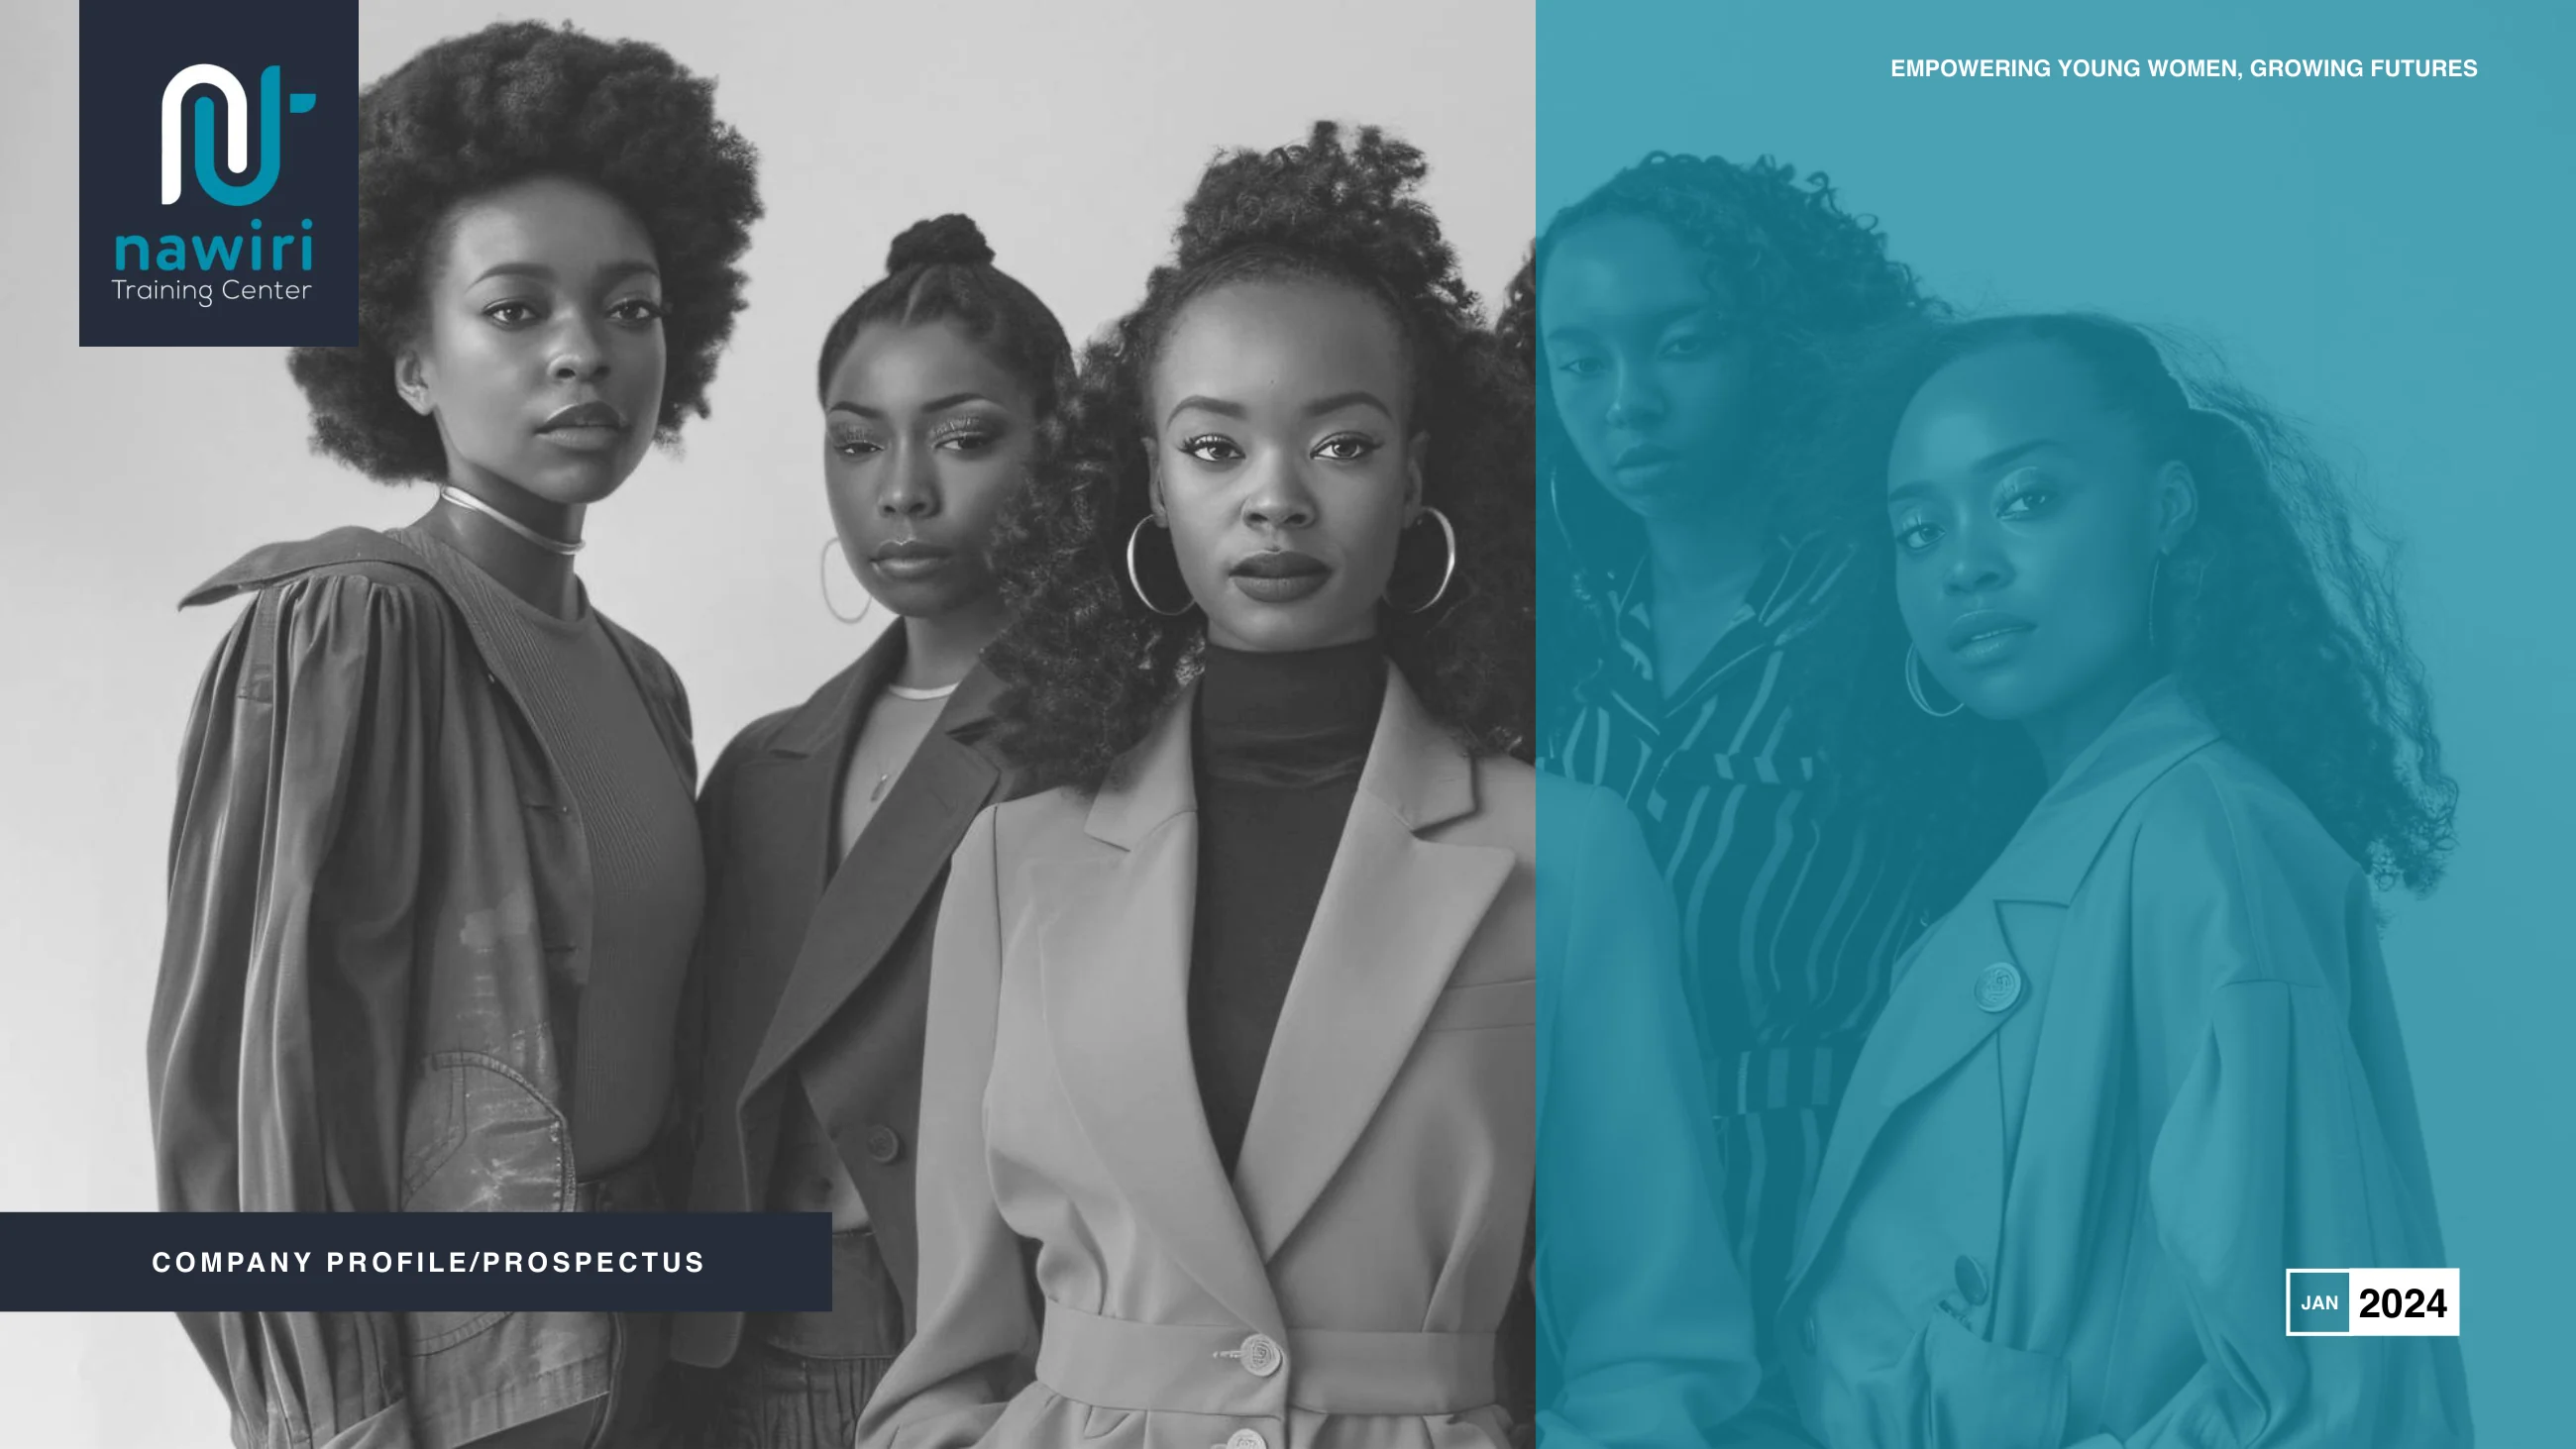 nawiri
Training Center
EMPOWERING YOUNG WOMEN, GROWING FUTURES
COMPANY PROFILE/PROSPECTUS
JAN 2024